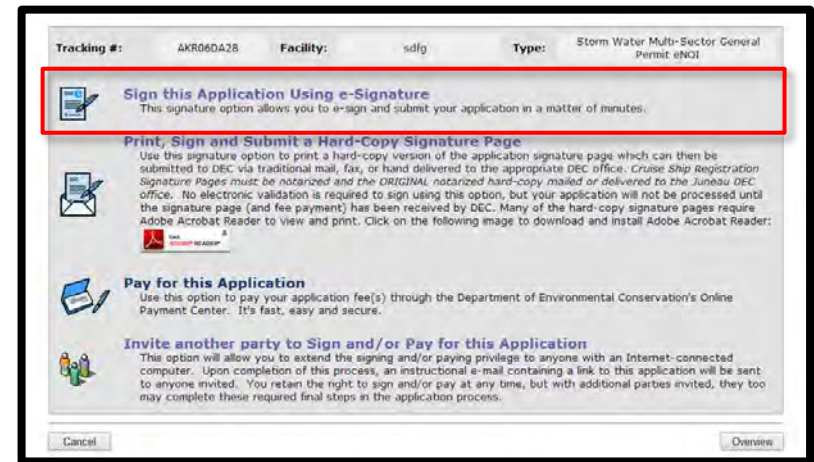 Tracking #: AKR06DA28 Facility: sdfg Type: Storm Water Multi-Sector General
Permit eNOI
Sign this Application Using e-Signature
This signature option allows you to e-sign and submit your application in a matter of minutes.
Print, Sign and Submit a Hard-Copy Signature Page
Use this signature option to print a hard-copy version of the application signature page which can then be
submitted to DEC via traditional mail, fax, or hand delivered to the appropriate DEC office. Cruise Ship Registration
Signature Pages must be notarized and the ORIGINAL notarized hard-copy mailed or delivered to the Juneau DEC
office. No electronic validation is required to sign using this option, but your application will not be processed until
the signature page (and fee payment) has been received by DEC. Many of the hard-copy signature pages require
Adobe Acrobat Reader to view and print. Click on the following image to download and install Adobe Acrobat Reader:
Pay for this Application
Use this option to pay your application fee(s) through the Department of Environmental Conservation's Online
Payment Center. It's fast, easy and secure.
Invite another party to Sign and/or Pay for this Application
This option will allow you to extend the signing and/or paying privilege to anyone with an Internet-connected
computer. Upon completion of this process, an instructional e-mail containing a link to this application will be sent
to anyone invited. You retain the right to sign and/or pay at any time, but with additional parties invited, they too
may complete these required final steps in the application process.
Cancel Overview